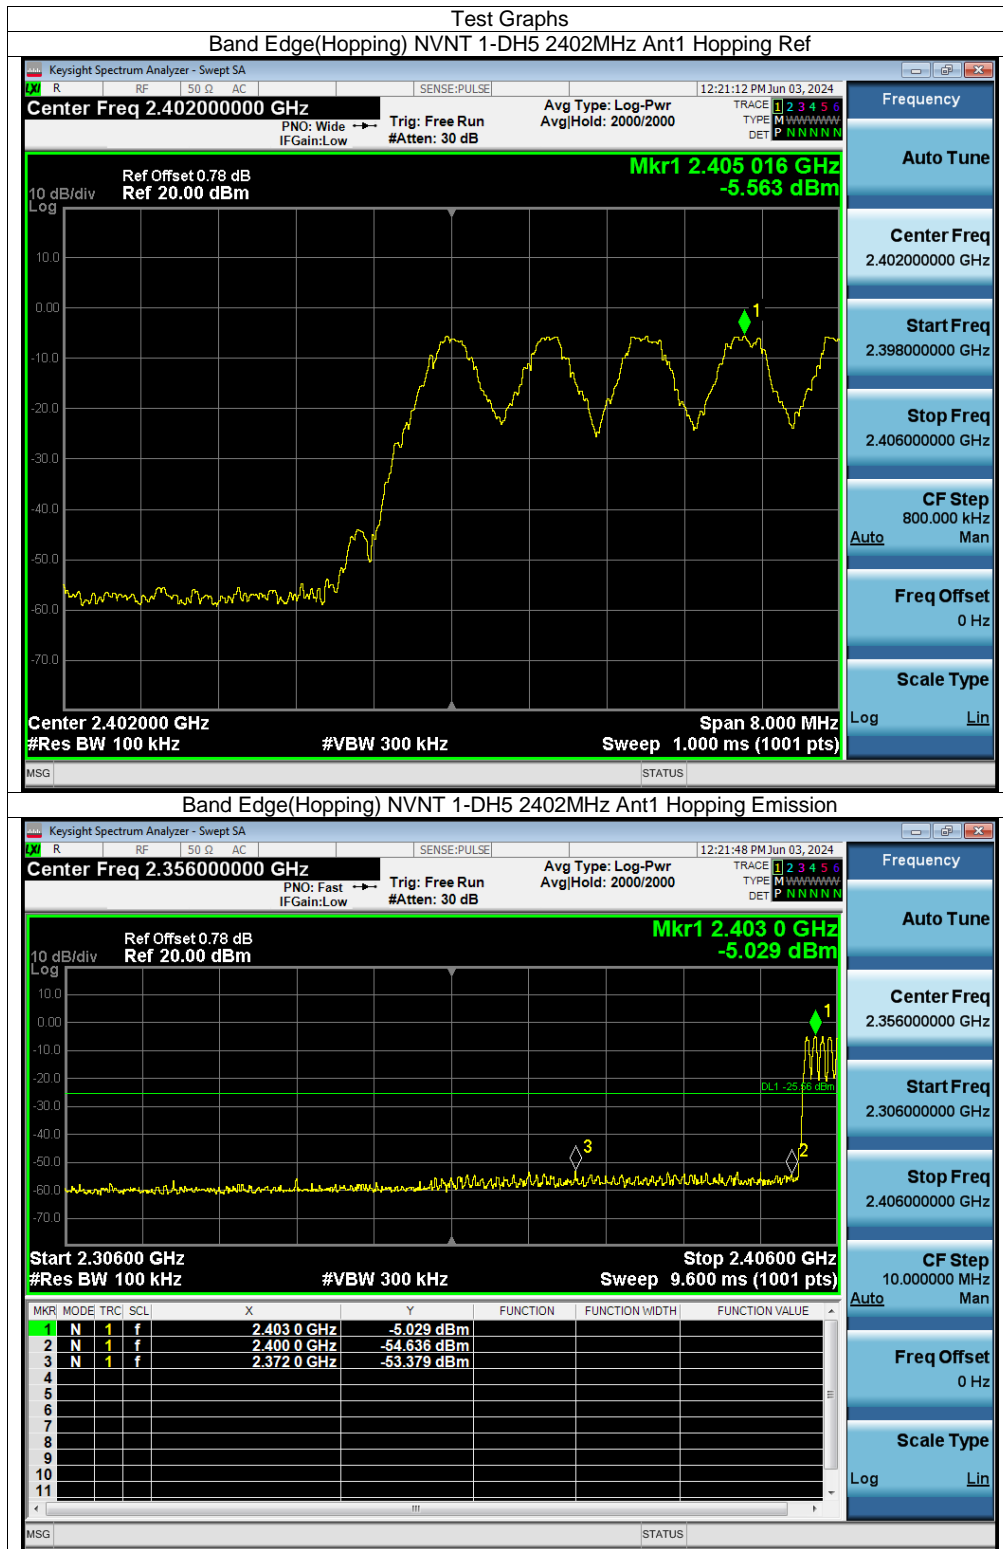 Test Graphs
Band Edge(Hopping) NVNT 1-DH5 2402MHz Ant1 Hopping Ref
Keysight Spectrum Analyzer - Swept SA
LXI R RF 50 Ω AC SENSE:PULSE 12:21:12 PM Jun 03, 2024
Center Freq 2.402000000 GHz
PNO: Wide
IFGain:Low
Trig: Free Run
#Atten: 30 dB
Avg Type: Log-Pwr
Avg|Hold: 2000/2000
TRACE 1 2 3 4 5 6
TYPE M WWWWW
DET P N N N N N
Mkr1 2.405 016 GHz
-5.563 dBm
Ref Offset 0.78 dB
10 dB/div Ref 20.00 dBm
Log
10.0
0.00
-10.0
-20.0
-30.0
-40.0
-50.0
-60.0
-70.0
1
Center 2.402000 GHz Span 8.000 MHz
#Res BW 100 kHz #VBW 300 kHz Sweep 1.000 ms (1001 pts)
MSG STATUS
Frequency
Auto Tune
Center Freq
2.402000000 GHz
Start Freq
2.398000000 GHz
Stop Freq
2.406000000 GHz
CF Step
800.000 kHz
Auto Man
Freq Offset
0 Hz
Scale Type
Log Lin
Band Edge(Hopping) NVNT 1-DH5 2402MHz Ant1 Hopping Emission
Keysight Spectrum Analyzer - Swept SA
LXI R RF 50 Ω AC SENSE:PULSE 12:21:48 PM Jun 03, 2024
Center Freq 2.356000000 GHz
PNO: Fast
IFGain:Low
Trig: Free Run
#Atten: 30 dB
Avg Type: Log-Pwr
Avg|Hold: 2000/2000
TRACE 1 2 3 4 5 6
TYPE M WWWWW
DET P N N N N N
Mkr1 2.403 0 GHz
-5.029 dBm
Ref Offset 0.78 dB
10 dB/div Ref 20.00 dBm
Log
10.0
0.00
-10.0
-20.0
-30.0
-40.0
-50.0
-60.0
-70.0
1
DL1 -25.56 dBm
3
2
Start 2.30600 GHz Stop 2.40600 GHz
#Res BW 100 kHz #VBW 300 kHz Sweep 9.600 ms (1001 pts)
MKR MODE TRC SCL X Y FUNCTION FUNCTION WIDTH FUNCTION VALUE
1 N 1 f 2.403 0 GHz -5.029 dBm
2 N 1 f 2.400 0 GHz -54.636 dBm
3 N 1 f 2.372 0 GHz -53.379 dBm
4
5
6
7
8
9
10
11
MSG STATUS
Frequency
Auto Tune
Center Freq
2.356000000 GHz
Start Freq
2.306000000 GHz
Stop Freq
2.406000000 GHz
CF Step
10.000000 MHz
Auto Man
Freq Offset
0 Hz
Scale Type
Log Lin